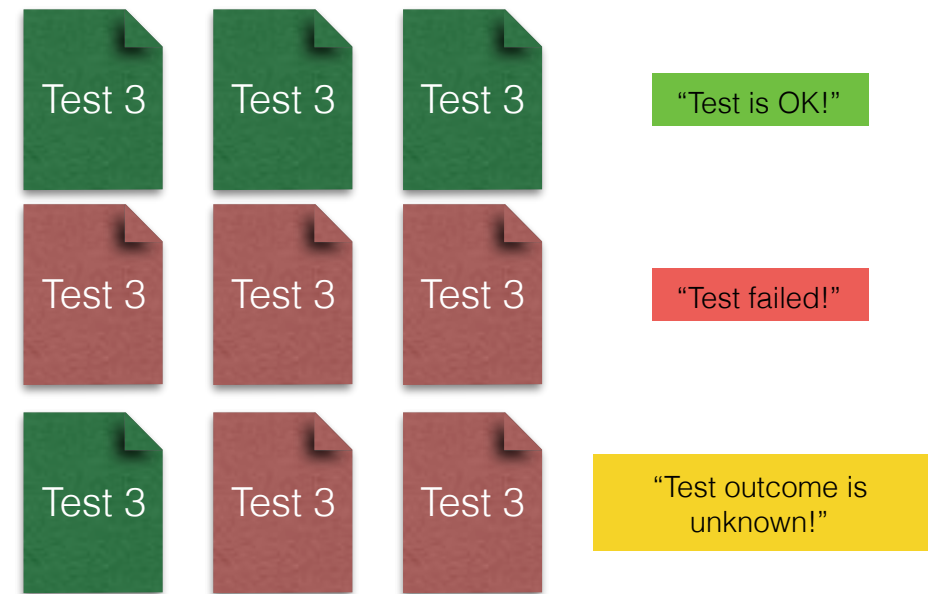 Test 3 Test 3 Test 3 “Test is OK!”
Test 3 Test 3 Test 3 “Test failed!”
Test 3 Test 3 Test 3 “Test outcome is
unknown!”